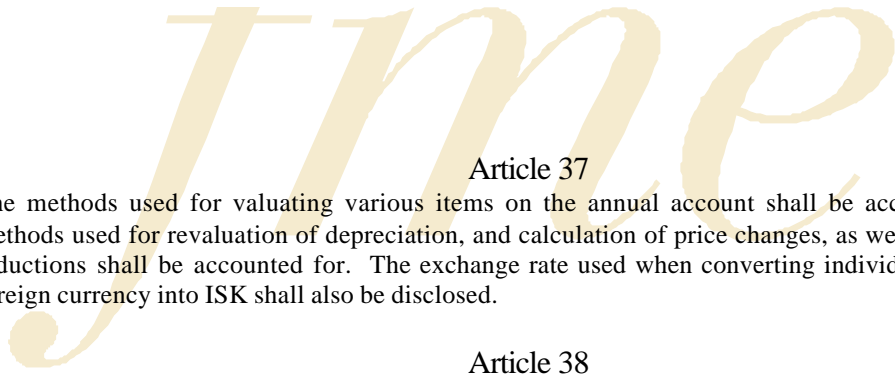 fme
Article 37
ne methods used for valuating various items on the annual account shall be acc
ethods used for revaluation of depreciation, and calculation of price changes, as we
ductions shall be accounted for. The exchange rate used when converting individ
reign currency into ISK shall also be disclosed.
Article 38